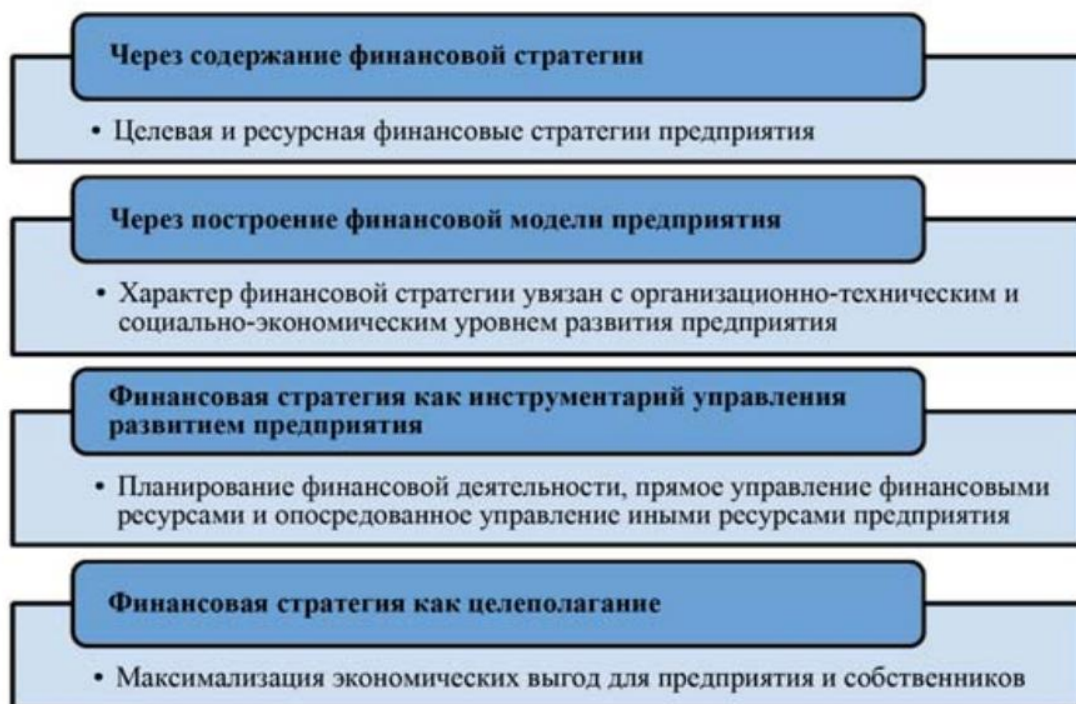 Через содержание финансовой стратегии
• Целевая и ресурсная финансовые стратегии предприятия
Через построение финансовой модели предприятия
• Характер финансовой стратегии увязан с организационно-техническим и
социально-экономическим уровнем развития предприятия
Финансовая стратегия как инструментарий управления
развитием предприятия
• Планирование финансовой деятельности, прямое управление финансовыми
ресурсами и опосредованное управление иными ресурсами предприятия
Финансовая стратегия как целеполагание
• Максимализация экономических выгод для предприятия и собственников